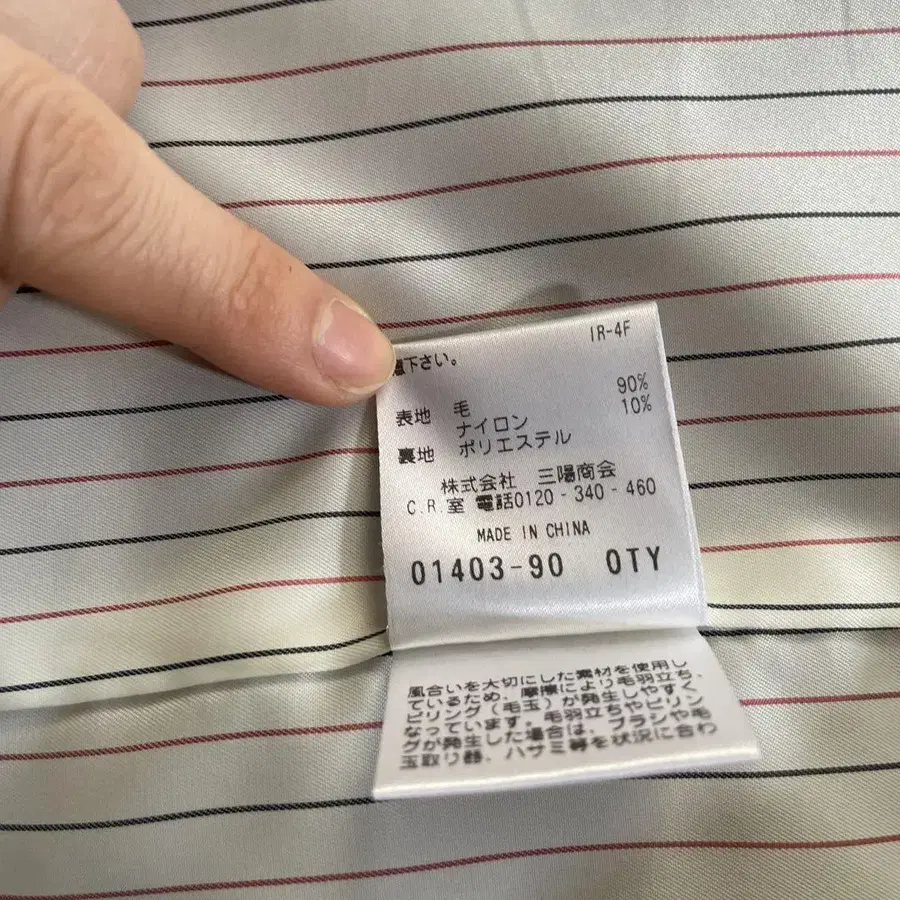 IR-4F
下さい。
表地 毛 90%
ナイロン 10%
裏地 ポリエステル
株式会社 三陽商会
C.R.室 電話0120-340-460
MADE IN CHINA
01403-90 0TY
風合いを大切にした素材を使用し
ているため、摩擦により毛羽立ち、
ピリング(毛玉)が発生しやすく
なっています。毛羽立ちやピリン
グが発生した場合は、ブラシや毛
玉取り器、ハサミ等を状況に合わ